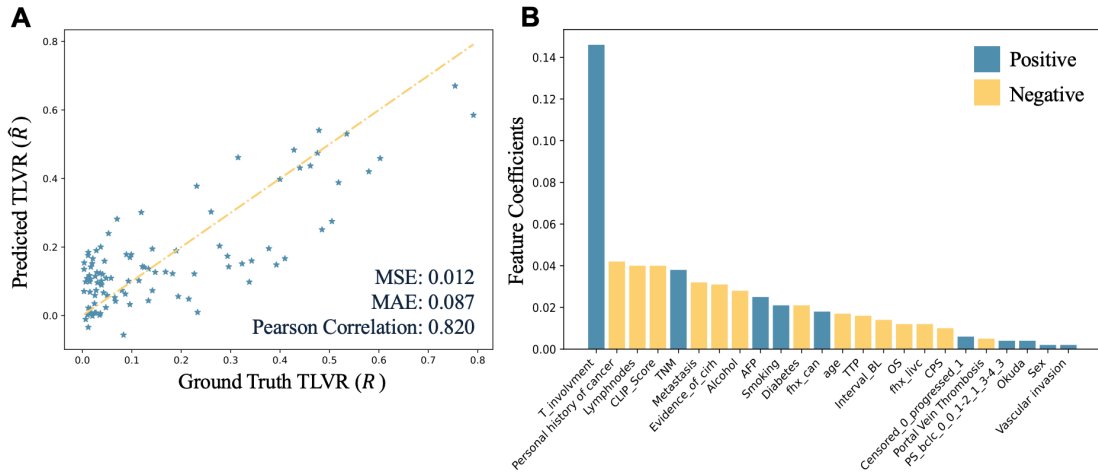 A
Predicted TLVR (R̂)
0.8
0.6
0.4
0.2
0.0
MSE: 0.012
MAE: 0.087
Pearson Correlation: 0.820
0.0 0.1 0.2 0.3 0.4 0.5 0.6 0.7 0.8
Ground Truth TLVR (R)
B
Feature Coefficients
0.14
0.12
0.10
0.08
0.06
0.04
0.02
0.00
Positive
Negative
T_involvment
Personal history of cancer
Lymphnodes
CLIP_Score
TNM
Metastasis
Evidence_of_cirh
Alcohol
AFP
Smoking
Diabetes
fhx_can
age
TTP
Interval_BL
OS
fhx_livc
CPS
Censored_0_progressed_1
Portal Vein Thrombosis
PS_bclc_0_0_1-2_1_3-4_3
Okuda
Sex
Vascular invasion